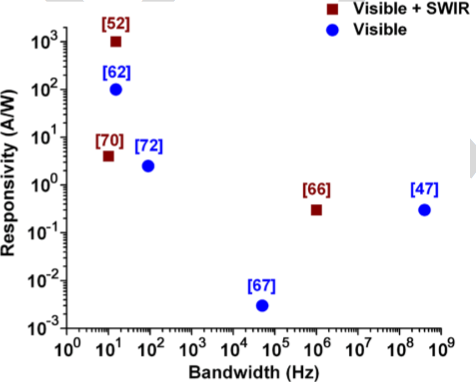 Visible + SWIR
Visible
[52]
[62]
[70]
[72]
[66]
[47]
[67]
Responsivity (A/W)
10³
10²
10¹
10⁰
10⁻¹
10⁻²
10⁻³
10⁰ 10¹ 10² 10³ 10⁴ 10⁵ 10⁶ 10⁷ 10⁸ 10⁹
Bandwidth (Hz)